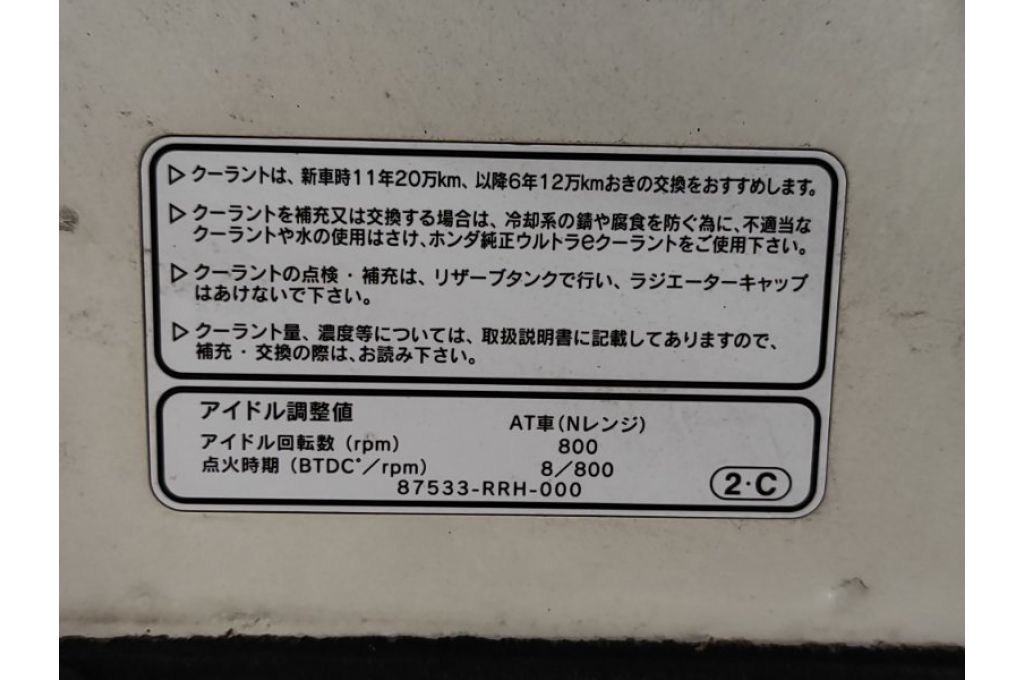 ▷ クーラントは、新車時11年20万km、以降6年12万kmおきの交換をおすすめします。
▷ クーラントを補充又は交換する場合は、冷却系の錆や腐食を防ぐ為に、不適当な
クーラントや水の使用はさけ、ホンダ純正ウルトラeクーラントをご使用下さい。
▷ クーラントの点検・補充は、リザーブタンクで行い、ラジエーターキャップ
はあけないで下さい。
▷ クーラント量、濃度等については、取扱説明書に記載してありますので、
補充・交換の際は、お読み下さい。
アイドル調整値 AT車(Nレンジ)
アイドル回転数(rpm) 800
点火時期(BTDC°/rpm) 8/800
87533-RRH-000
2·C